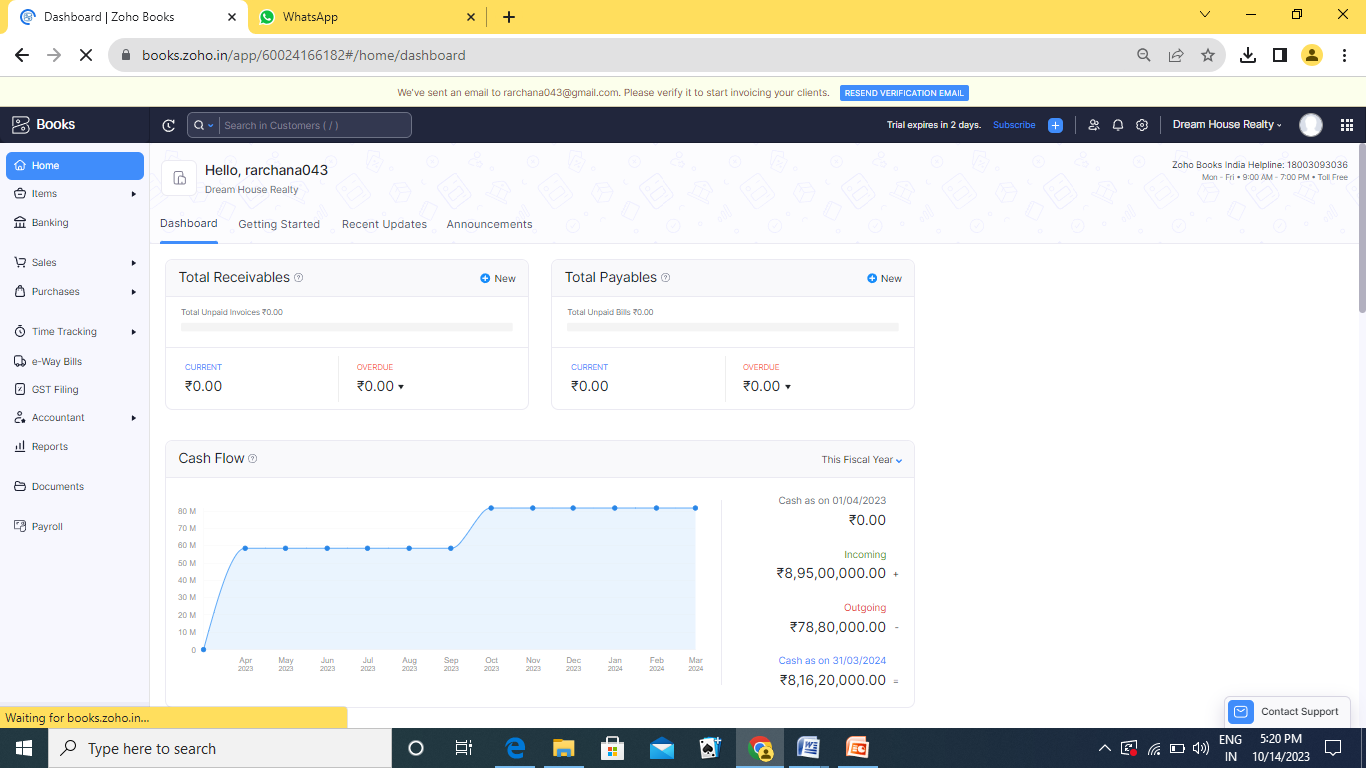 Dashboard | Zoho Books
WhatsApp
books.zoho.in/app/60024166182#/home/dashboard
We've sent an email to rarchana043@gmail.com. Please verify it to start invoicing your clients. RESEND VERIFICATION EMAIL
Books
Search in Customers ( / )
Trial expires in 2 days. Subscribe
Dream House Realty
Home
Items
Banking
Sales
Purchases
Time Tracking
e-Way Bills
GST Filing
Accountant
Reports
Documents
Payroll
Hello, rarchana043
Dream House Realty
Zoho Books India Helpline: 18003093036
Mon - Fri • 9:00 AM - 7:00 PM • Toll Free
Dashboard Getting Started Recent Updates Announcements
Total Receivables New
Total Unpaid Invoices ₹0.00
CURRENT OVERDUE
₹0.00 ₹0.00
Total Payables New
Total Unpaid Bills ₹0.00
CURRENT OVERDUE
₹0.00 ₹0.00
Cash Flow This Fiscal Year
80 M
70 M
60 M
50 M
40 M
30 M
20 M
10 M
0
Apr May Jun Jul Aug Sep Oct Nov Dec Jan Feb Mar
2023 2023 2023 2023 2023 2023 2023 2023 2023 2024 2024 2024
Cash as on 01/04/2023
₹0.00
Incoming
₹8,95,00,000.00 +
Outgoing
₹78,80,000.00 -
Cash as on 31/03/2024
₹8,16,20,000.00 =
Contact Support
Waiting for books.zoho.in...
Type here to search
ENG
IN
5:20 PM
10/14/2023